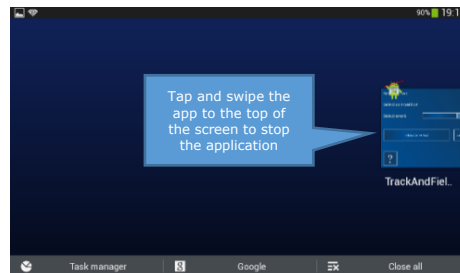 90% 19:1
Tap and swipe the
app to the top of
the screen to stop
the application
?
TrackAndFiel..
Task manager
8 Google
Close all